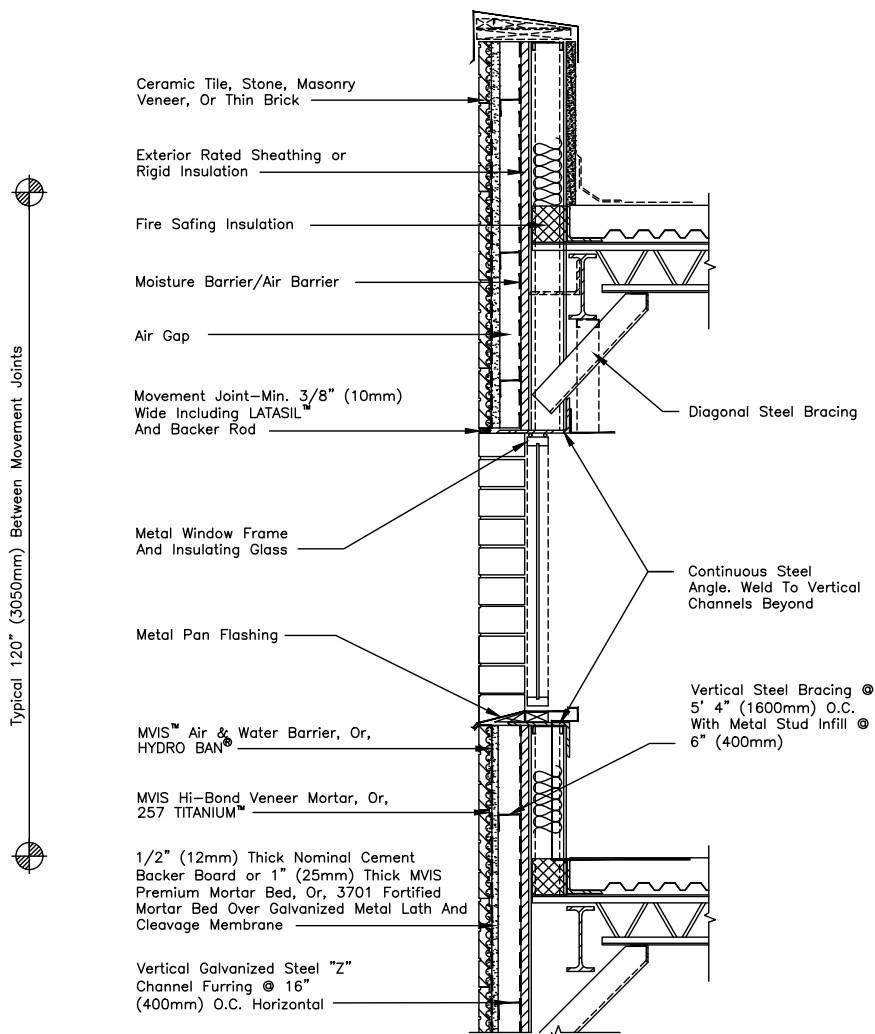 Ceramic Tile, Stone, Masonry
Veneer, Or Thin Brick
Exterior Rated Sheathing or
Rigid Insulation
Fire Safing Insulation
Moisture Barrier/Air Barrier
Air Gap
Movement Joint-Min. 3/8" (10mm)
Wide Including LATASIL™
And Backer Rod
Diagonal Steel Bracing
Typical 120" (3050mm) Between Movement Joints
Metal Window Frame
And Insulating Glass
Continuous Steel
Angle. Weld To Vertical
Channels Beyond
Metal Pan Flashing
Vertical Steel Bracing @
5' 4" (1600mm) O.C.
With Metal Stud Infill @
6" (400mm)
MVIS™ Air & Water Barrier, Or,
HYDRO BAN®
MVIS Hi-Bond Veneer Mortar, Or,
257 TITANIUM™
1/2" (12mm) Thick Nominal Cement
Backer Board or 1" (25mm) Thick MVIS
Premium Mortar Bed, Or, 3701 Fortified
Mortar Bed Over Galvanized Metal Lath And
Cleavage Membrane
Vertical Galvanized Steel "Z"
Channel Furring @ 16"
(400mm) O.C. Horizontal